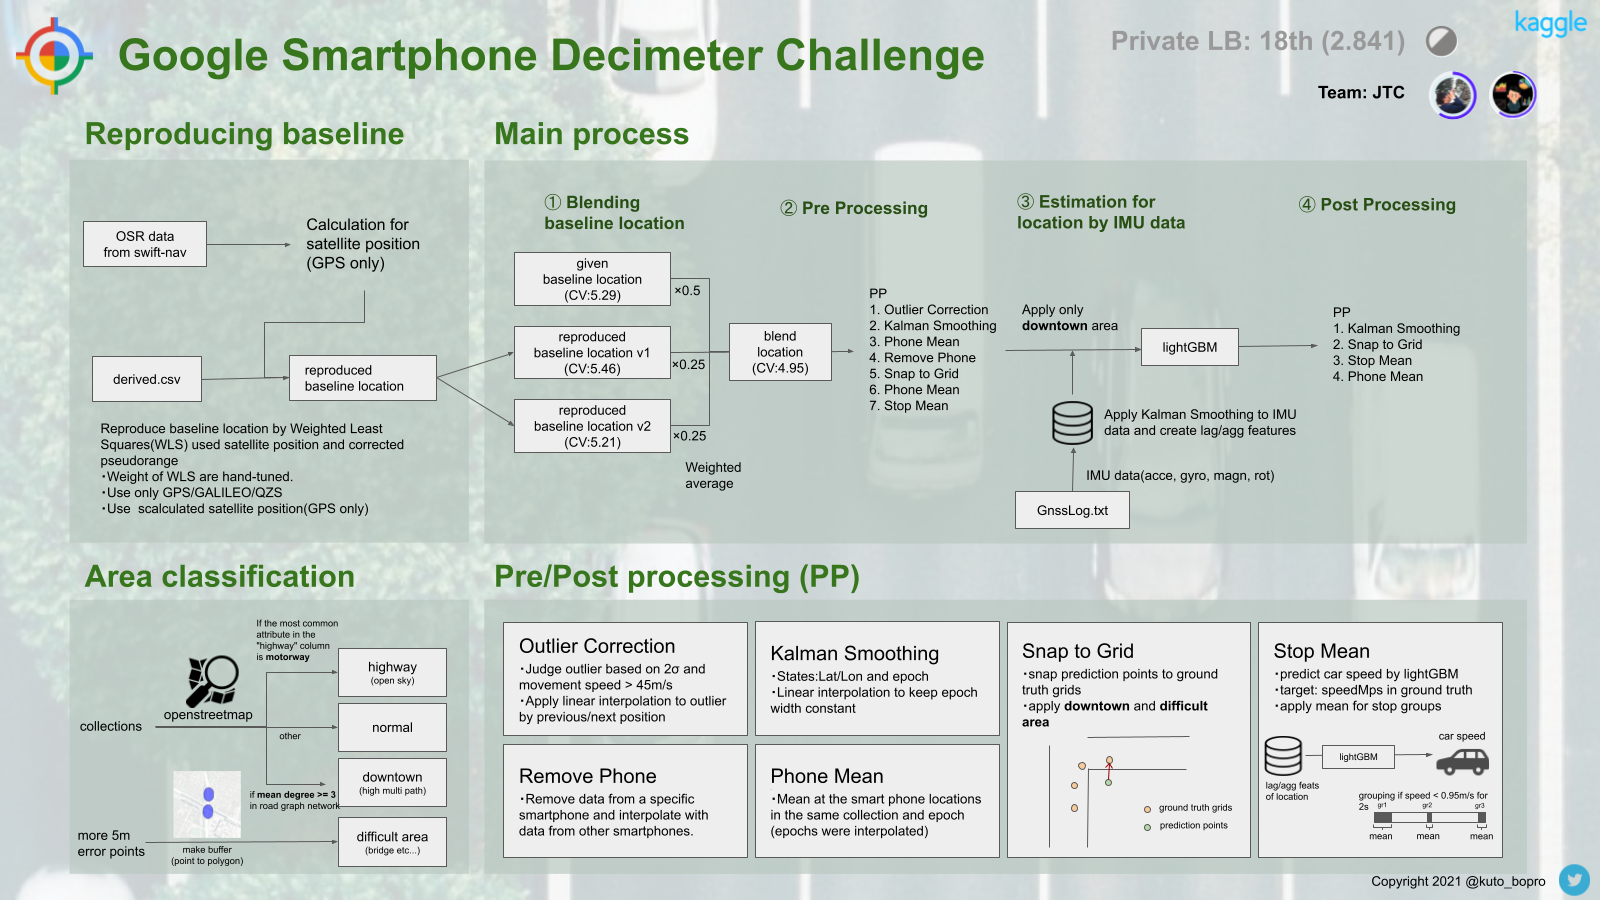 Google Smartphone Decimeter Challenge
Private LB: 18th (2.841)
kaggle
Team: JTC
Reproducing baseline
OSR data
from swift-nav
Calculation for
satellite position
(GPS only)
derived.csv
reproduced
baseline location
Reproduce baseline location by Weighted Least
Squares(WLS) used satellite position and corrected
pseudorange
・Weight of WLS are hand-tuned.
・Use only GPS/GALILEO/QZS
・Use scalculated satellite position(GPS only)
Main process
① Blending
baseline location
given
baseline location
(CV:5.29)
×0.5
reproduced
baseline location v1
(CV:5.46)
×0.25
reproduced
baseline location v2
(CV:5.21)
×0.25
Weighted
average
blend
location
(CV:4.95)
② Pre Processing
PP
1. Outlier Correction
2. Kalman Smoothing
3. Phone Mean
4. Remove Phone
5. Snap to Grid
6. Phone Mean
7. Stop Mean
③ Estimation for
location by IMU data
Apply only
downtown area
lightGBM
Apply Kalman Smoothing to IMU
data and create lag/agg features
IMU data(acce, gyro, magn, rot)
GnssLog.txt
④ Post Processing
PP
1. Kalman Smoothing
2. Snap to Grid
3. Stop Mean
4. Phone Mean
Area classification
If the most common
attribute in the
"highway" column
is motorway
openstreetmap
collections
highway
(open sky)
normal
other
downtown
(high multi path)
if mean degree >= 3
in road graph network
more 5m
error points
make buffer
(point to polygon)
difficult area
(bridge etc...)
Pre/Post processing (PP)
Outlier Correction
・Judge outlier based on 2σ and
movement speed > 45m/s
・Apply linear interpolation to outlier
by previous/next position
Kalman Smoothing
・States:Lat/Lon and epoch
・Linear interpolation to keep epoch
width constant
Remove Phone
・Remove data from a specific
smartphone and interpolate with
data from other smartphones.
Phone Mean
・Mean at the smart phone locations
in the same collection and epoch
(epochs were interpolated)
Snap to Grid
・snap prediction points to ground
truth grids
・apply downtown and difficult
area
ground truth grids
prediction points
Stop Mean
・predict car speed by lightGBM
・target: speedMps in ground truth
・apply mean for stop groups
car speed
lightGBM
lag/agg feats
of location
grouping if speed < 0.95m/s for
2s
gr1 gr2 gr3
mean mean mean
Copyright 2021 @kuto_bopro